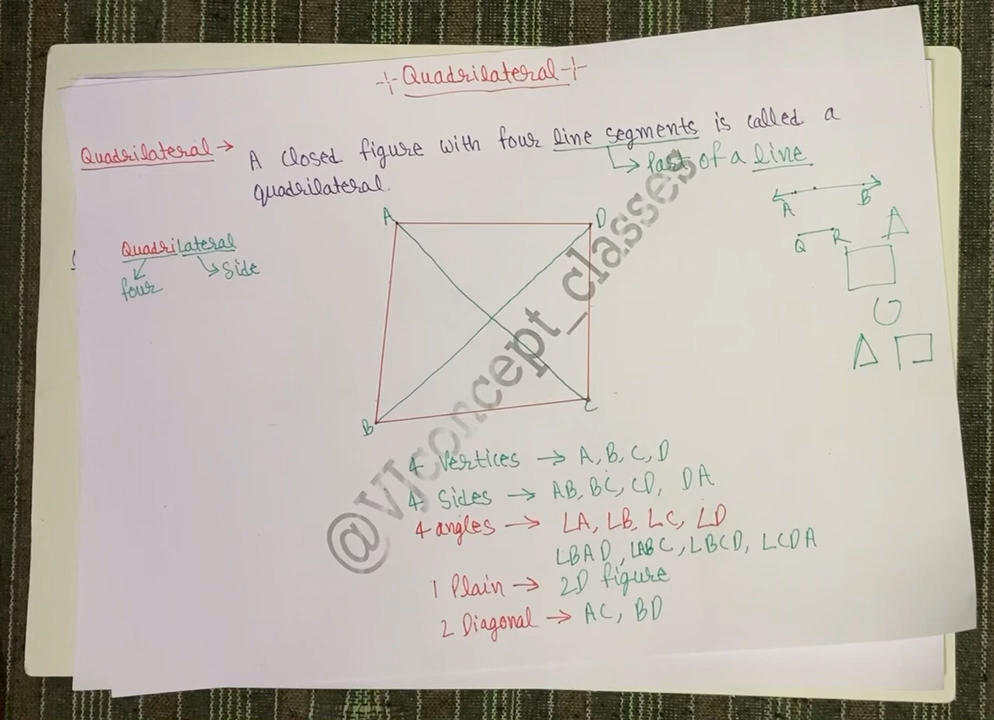 Quadrilateral
Quadrilateral → A closed figure with four line segments is called a
quadrilateral.
→ Part of a line
A B
Q R
Quadrilateral
four side
A D
B C
4 Vertices → A, B, C, D
4 Sides → AB, BC, CD, DA
4 angles → ∠A, ∠B, ∠C, ∠D
∠BAD, ∠ABC, ∠BCD, ∠CDA
1 Plain → 2D figure
2 Diagonal → AC, BD
@VJconcept_classes